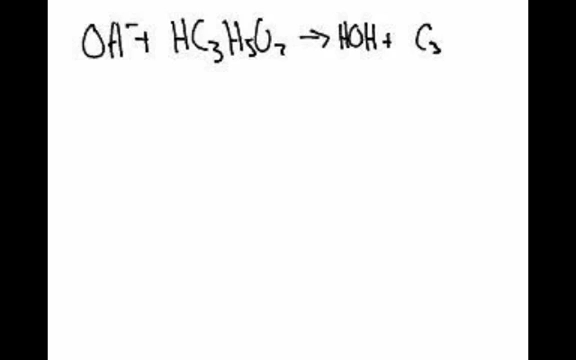 OH⁻ + HC₃H₅O₂ → HOH + C₃